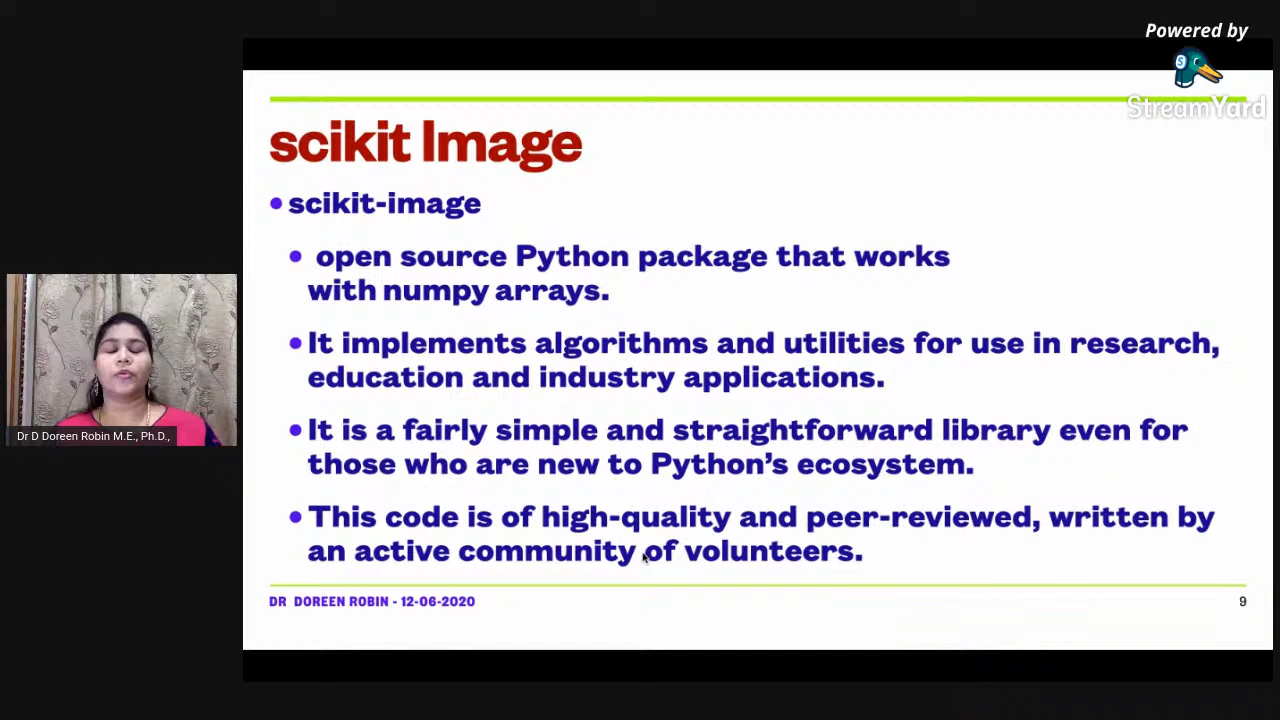 Powered by
StreamYard
scikit Image
scikit-image
open source Python package that works
with numpy arrays.
It implements algorithms and utilities for use in research,
education and industry applications.
It is a fairly simple and straightforward library even for
those who are new to Python’s ecosystem.
This code is of high-quality and peer-reviewed, written by
an active community of volunteers.
DR DOREEN ROBIN - 12-06-2020
9
Dr D Doreen Robin M.E., Ph.D.,